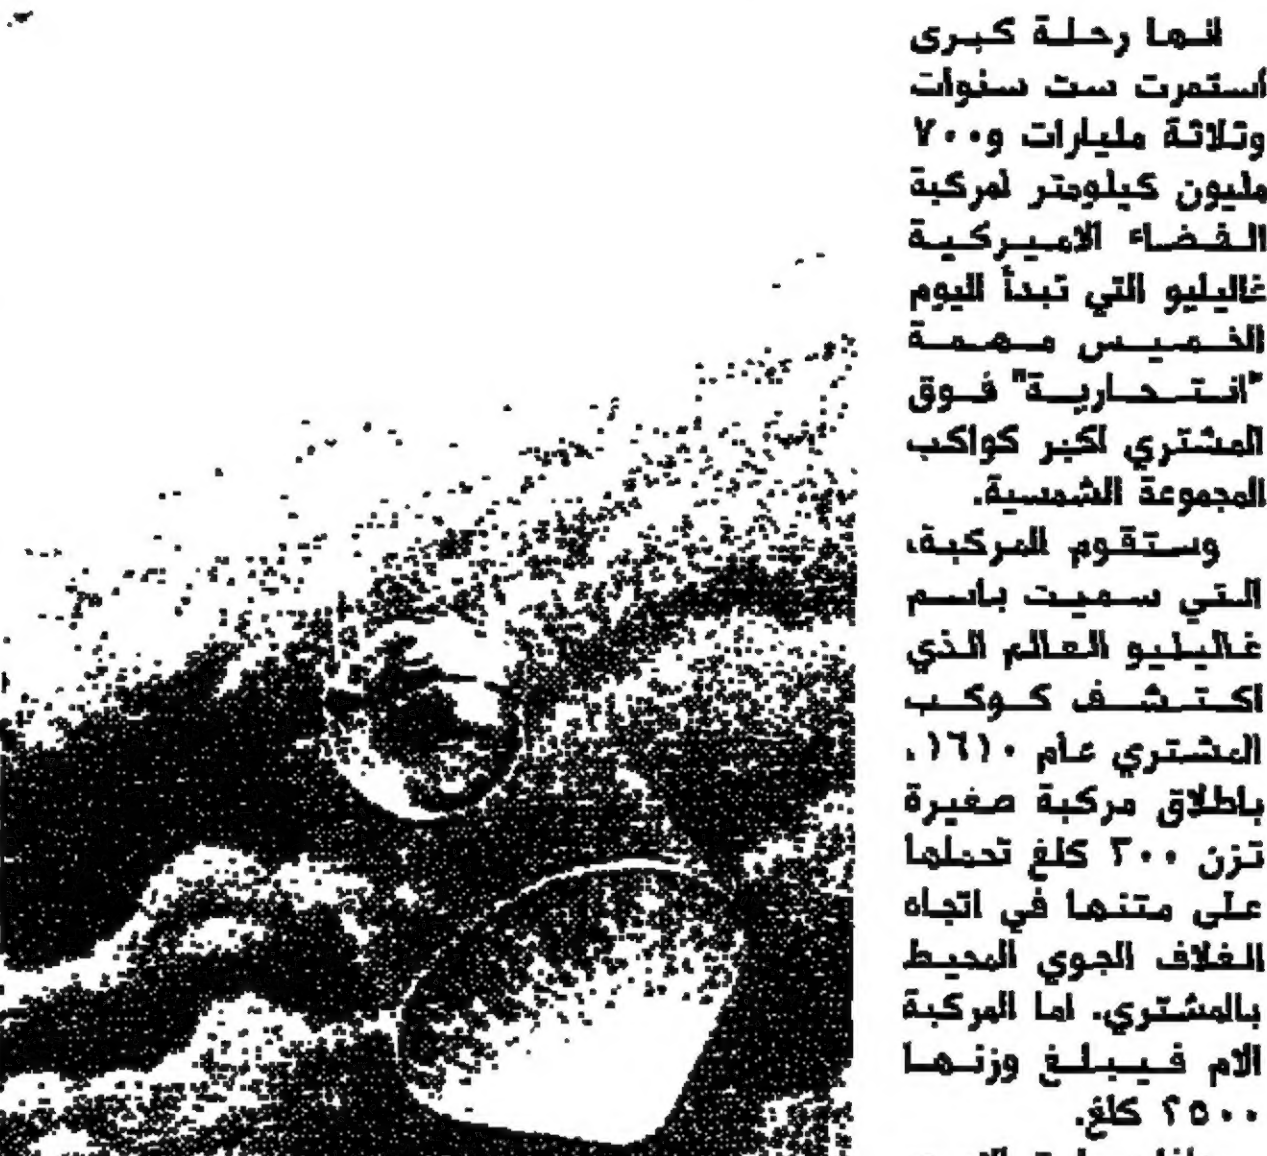 انها رحلة كبرى
استمرت ست سنوات
وثلاثة مليارات و٧٠٠
مليون كيلومتر لمركبة
الفضاء الاميركية
غاليليو التي تبدأ اليوم
الخميس مهمة
"انتحارية" فوق
المشتري اكبر كواكب
المجموعة الشمسية.
وستقوم المركبة،
التي سميت باسم
غاليليو العالم الذي
اكتشف كوكب
المشتري عام ١٦١٠،
باطلاق مركبة صغيرة
تزن ٣٠٠ كلغ تحملها
على متنها في اتجاه
الغلاف الجوي المحيط
بالمشتري. اما المركبة
الام فيبلغ وزنها
٢٥٠٠ كلغ.